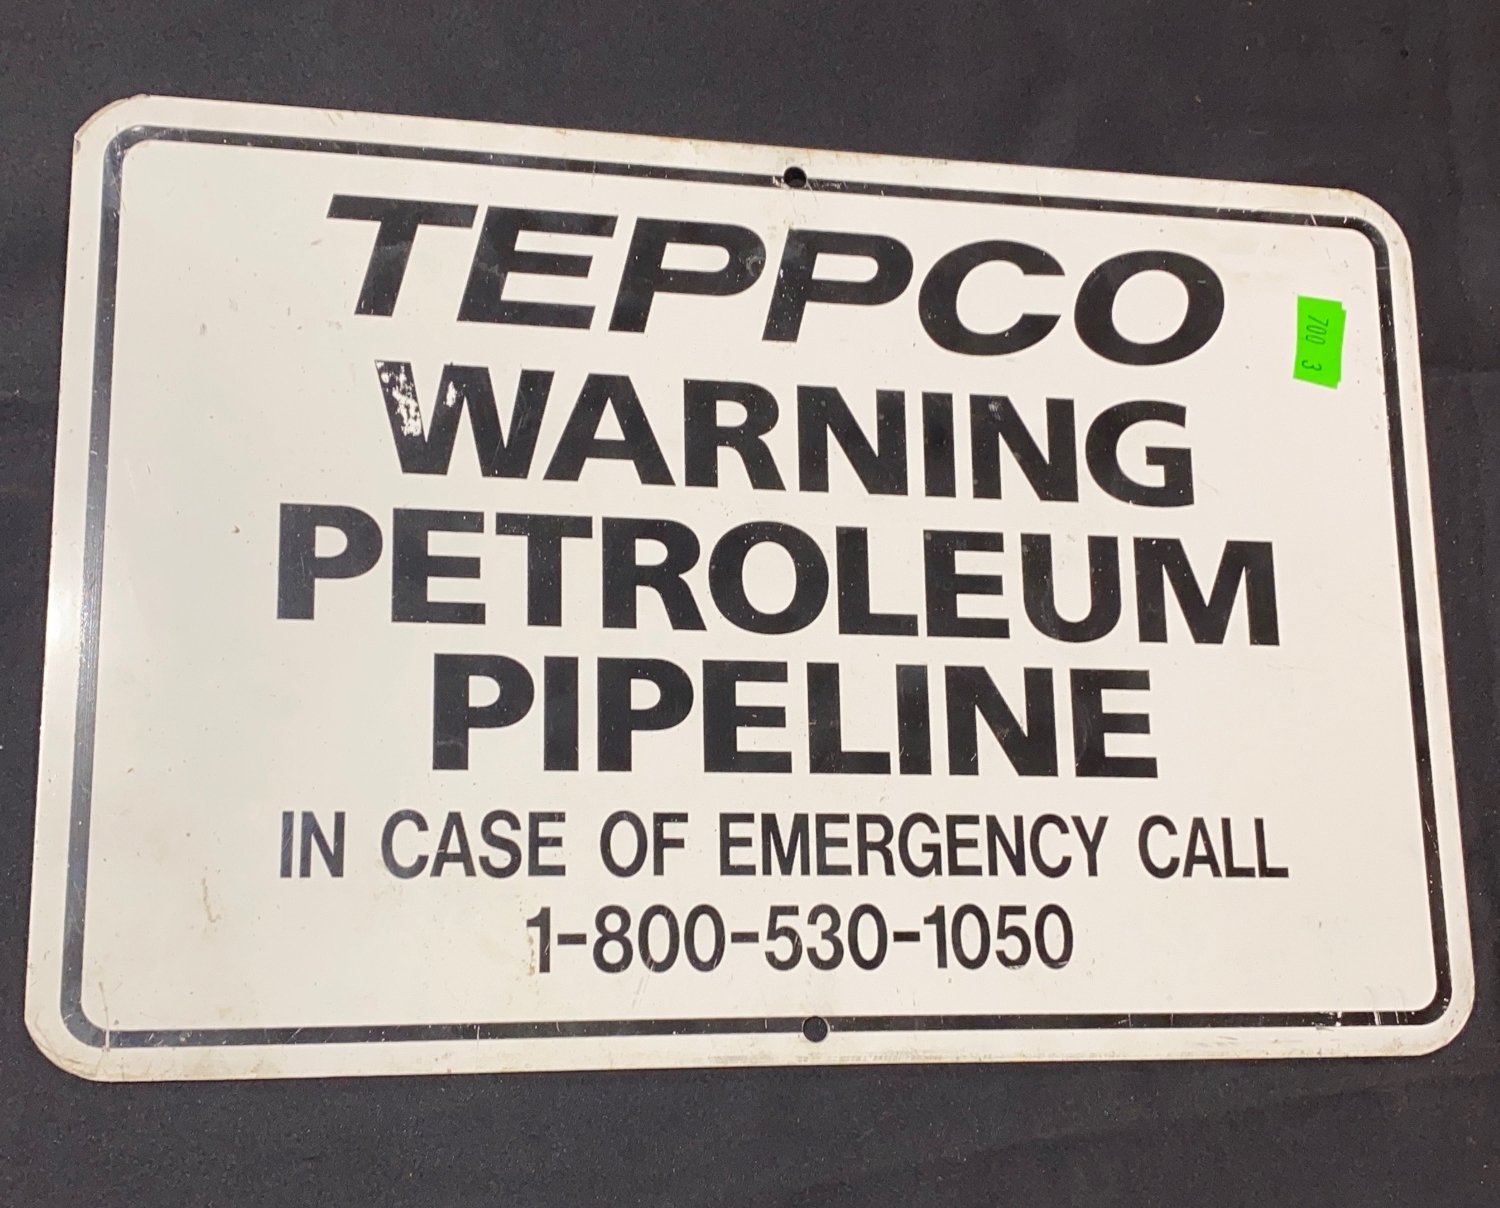 TEPPCO
WARNING
PETROLEUM
PIPELINE
IN CASE OF EMERGENCY CALL
1-800-530-1050
700 3